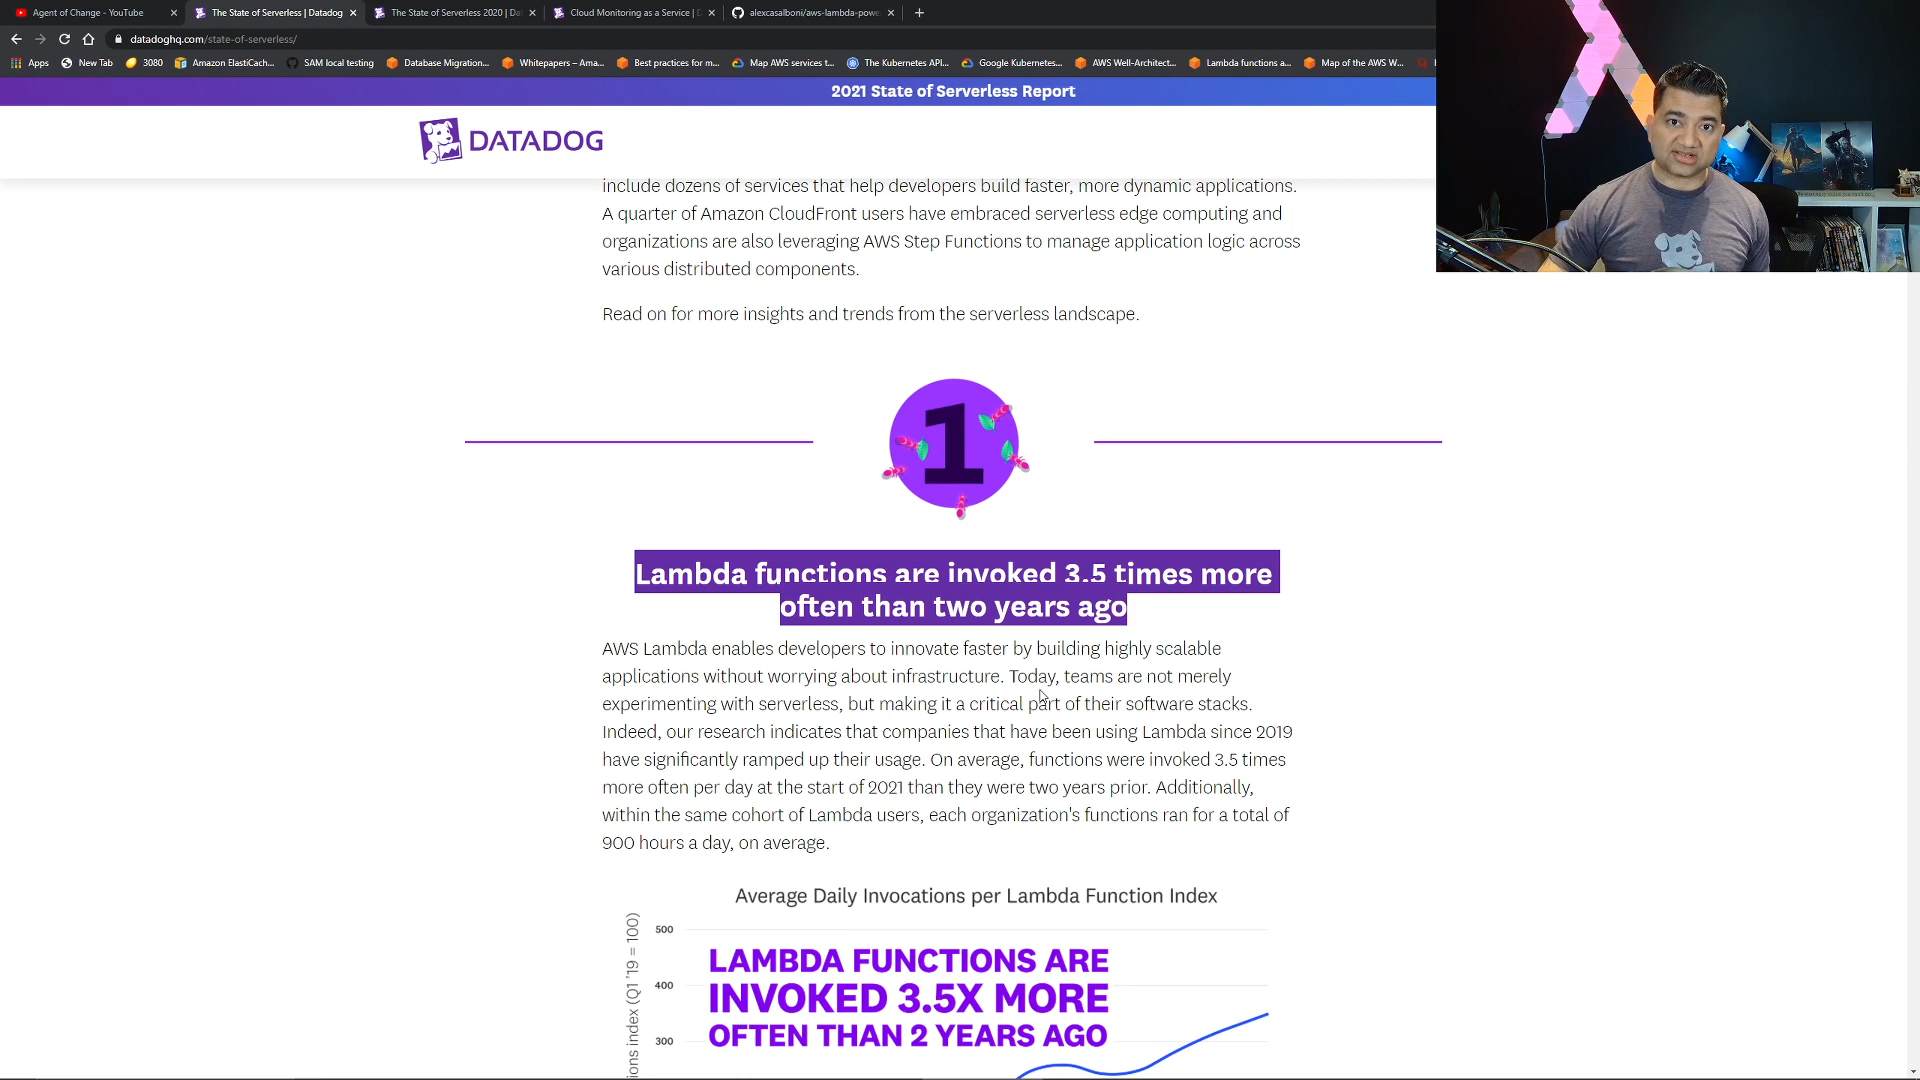 Agent of Change - YouTube
The State of Serverless | Datadog
The State of Serverless 2020 | Da
Cloud Monitoring as a Service | D
alexcasalboni/aws-lambda-powe
datadoghq.com/state-of-serverless/
Apps
New Tab
3080
Amazon ElastiCach...
SAM local testing
Database Migration...
Whitepapers – Ama...
Best practices for m...
Map AWS services t...
The Kubernetes API...
Google Kubernetes...
AWS Well-Architect...
Lambda functions a...
Map of the AWS W...
2021 State of Serverless Report
DATADOG
include dozens of services that help developers build faster, more dynamic applications.
A quarter of Amazon CloudFront users have embraced serverless edge computing and
organizations are also leveraging AWS Step Functions to manage application logic across
various distributed components.
Read on for more insights and trends from the serverless landscape.
1
Lambda functions are invoked 3.5 times more
often than two years ago
AWS Lambda enables developers to innovate faster by building highly scalable
applications without worrying about infrastructure. Today, teams are not merely
experimenting with serverless, but making it a critical part of their software stacks.
Indeed, our research indicates that companies that have been using Lambda since 2019
have significantly ramped up their usage. On average, functions were invoked 3.5 times
more often per day at the start of 2021 than they were two years prior. Additionally,
within the same cohort of Lambda users, each organization's functions ran for a total of
900 hours a day, on average.
Average Daily Invocations per Lambda Function Index
500
400
300
index (Q1 '19 = 100)
LAMBDA FUNCTIONS ARE
INVOKED 3.5X MORE
OFTEN THAN 2 YEARS AGO